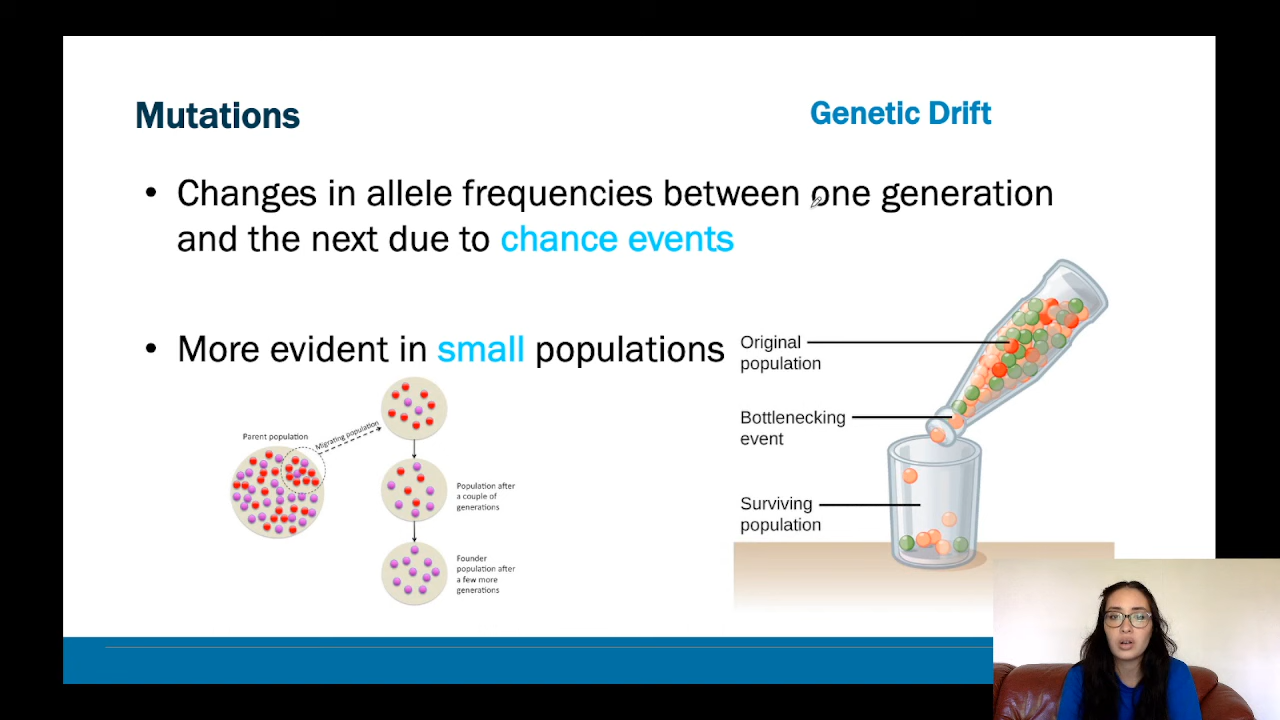 Mutations
Genetic Drift
• Changes in allele frequencies between one generation
and the next due to chance events
• More evident in small populations
Parent population
Migrating population
Population after
a couple of
generations
Founder
population after
a few more
generations
Original
population
Bottlenecking
event
Surviving
population